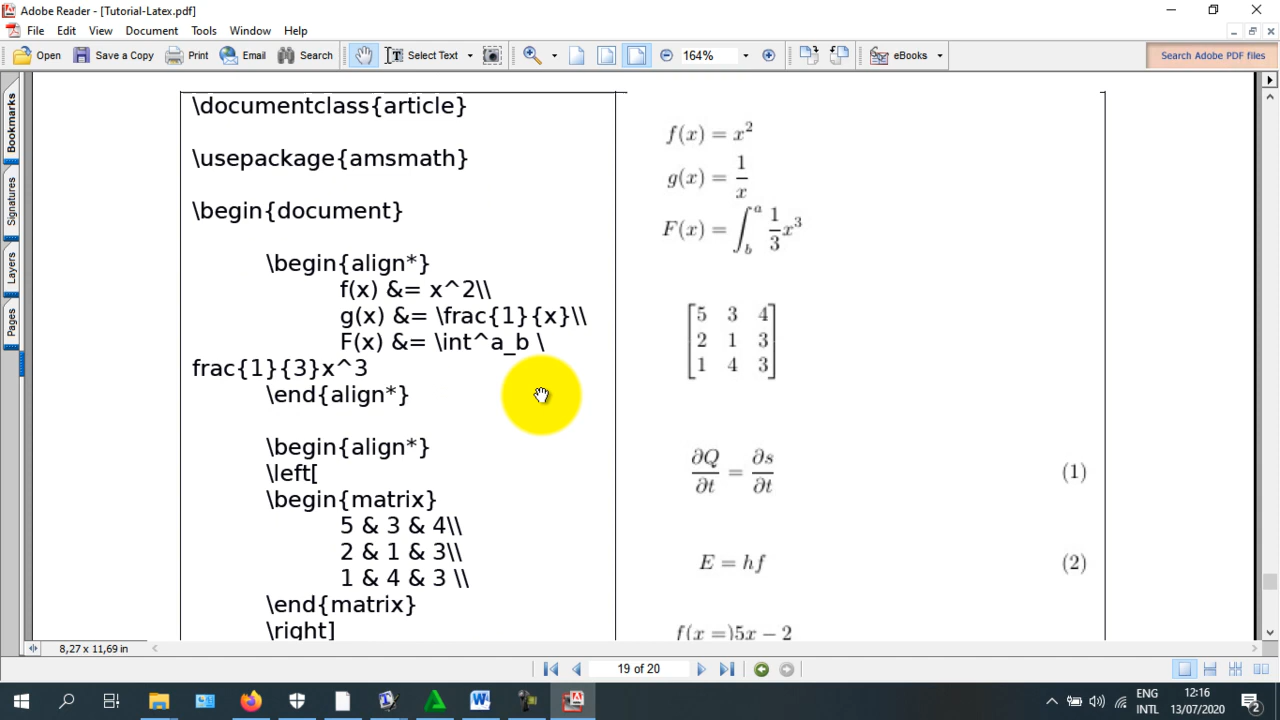 Adobe Reader - [Tutorial-Latex.pdf]
File Edit View Document Tools Window Help
Open Save a Copy Print Email Search Select Text 164% eBooks Search Adobe PDF files
Bookmarks
Signatures
Layers
Pages
\documentclass{article}
\usepackage{amsmath}
\begin{document}
\begin{align*}
f(x) &= x^2\\
g(x) &= \frac{1}{x}\\
F(x) &= \int^a_b \
frac{1}{3}x^3
\end{align*}
\begin{align*}
\left[
\begin{matrix}
5 & 3 & 4\\
2 & 1 & 3\\
1 & 4 & 3 \\
\end{matrix}
\right]
f(x) = x²
g(x) = 1/x
F(x) = ∫ᵃ_b 1/3 x³
5 3 4
2 1 3
1 4 3
∂Q/∂t = ∂s/∂t (1)
E = hf (2)
f(x =)5x − 2
8,27 x 11,69 in
19 of 20
ENG 12:16
INTL 13/07/2020 2